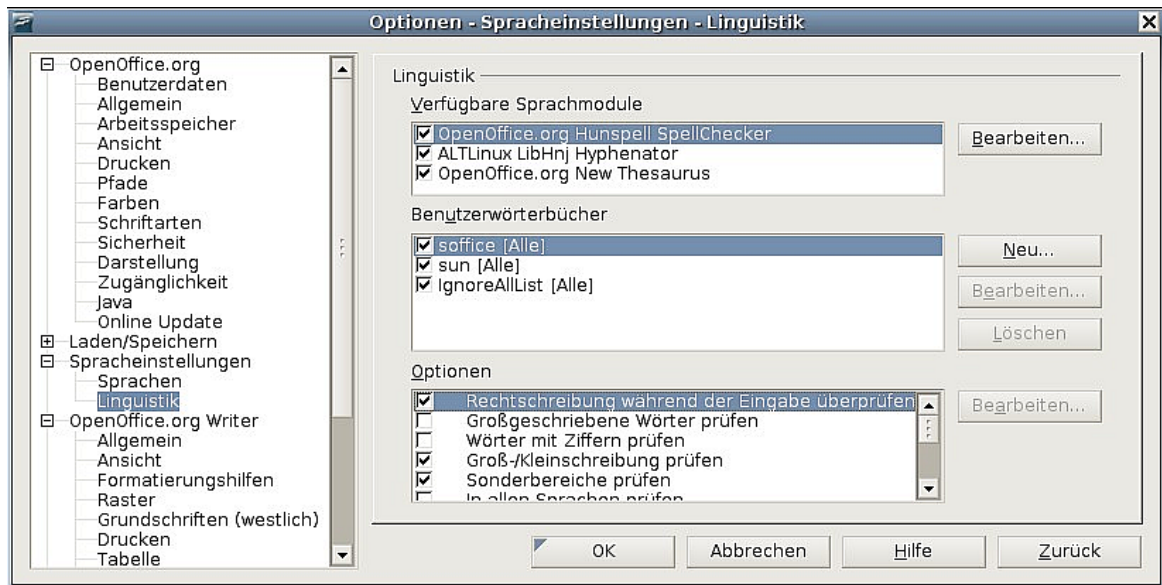 Optionen - Spracheinstellungen - Linguistik
OpenOffice.org
Benutzerdaten
Allgemein
Arbeitsspeicher
Ansicht
Drucken
Pfade
Farben
Schriftarten
Sicherheit
Darstellung
Zugänglichkeit
Java
Online Update
Laden/Speichern
Spracheinstellungen
Sprachen
Linguistik
OpenOffice.org Writer
Allgemein
Ansicht
Formatierungshilfen
Raster
Grundschriften (westlich)
Drucken
Tabelle
Linguistik
Verfügbare Sprachmodule
OpenOffice.org Hunspell SpellChecker
ALTLinux LibHnj Hyphenator
OpenOffice.org New Thesaurus
Bearbeiten...
Benutzerwörterbücher
soffice [Alle]
sun [Alle]
IgnoreAllList [Alle]
Neu...
Bearbeiten...
Löschen
Optionen
Rechtschreibung während der Eingabe überprüfen
Großgeschriebene Wörter prüfen
Wörter mit Ziffern prüfen
Groß-/Kleinschreibung prüfen
Sonderbereiche prüfen
In allen Sprachen prüfen
Bearbeiten...
OK
Abbrechen
Hilfe
Zurück